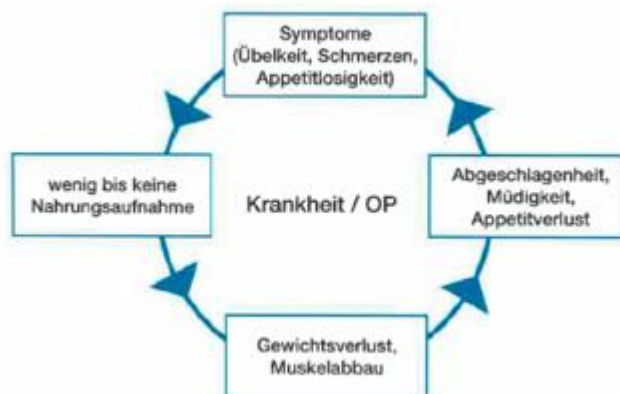 Symptome
(Übelkeit, Schmerzen,
Appetitlosigkeit)
wenig bis keine
Nahrungsaufnahme
Krankheit / OP
Abgeschlagenheit,
Müdigkeit,
Appetitverlust
Gewichtsverlust,
Muskelabbau